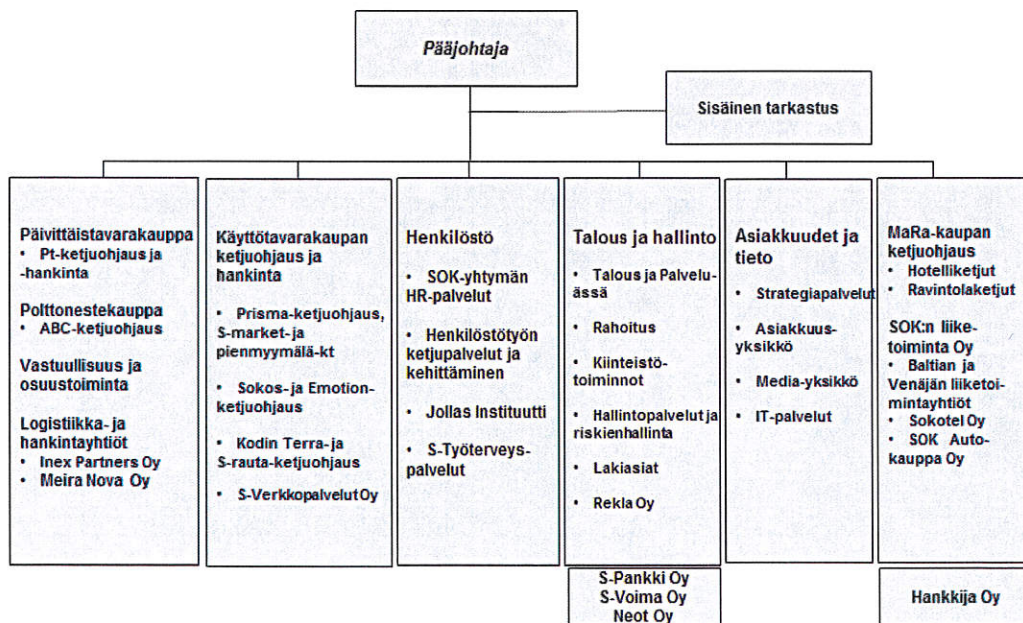 Pääjohtaja
Sisäinen tarkastus
Päivittäistavarakauppa
• Pt-ketjuohjaus ja
-hankinta
Polttonestekauppa
• ABC-ketjuohjaus
Vastuullisuus ja
osuustoiminta
Logistiikka- ja
hankintayhtiöt
• Inex Partners Oy
• Meira Nova Oy
Käyttötavarakaupan
ketjuohjaus ja
hankinta
• Prisma-ketjuohjaus,
S-market- ja
pienmyymälä-kt
• Sokos- ja Emotion-
ketjuohjaus
• Kodin Terra- ja
S-rauta-ketjuohjaus
• S-Verkkopalvelut Oy
Henkilöstö
• SOK-yhtymän
HR-palvelut
• Henkilöstötyön
ketjupalvelut ja
kehittäminen
• Jollas Instituutti
• S-Työterveys-
palvelut
Talous ja hallinto
• Talous ja Palvelu-
ässä
• Rahoitus
• Kiinteistö-
toiminnot
• Hallintopalvelut ja
riskienhallinta
• Lakiasiat
• Rekla Oy
S-Pankki Oy
S-Voima Oy
Neot Oy
Asiakkuudet ja
tieto
• Strategiapalvelut
• Asiakkuus-
yksikkö
• Media-yksikkö
• IT-palvelut
MaRa-kaupan
ketjuohjaus
• Hotelliketjut
• Ravintolaketjut
SOK:n liike-
toiminta Oy
• Baltian ja
Venäjän liiketoi-
mintayhtiöt
• Sokotel Oy
• SOK Auto-
kauppa Oy
Hankkija Oy